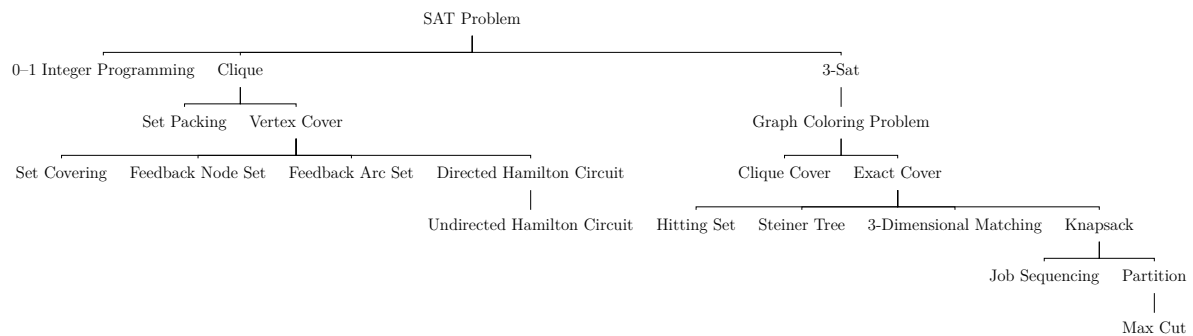 SAT Problem
0–1 Integer Programming Clique 3-Sat
Set Packing Vertex Cover Graph Coloring Problem
Set Covering Feedback Node Set Feedback Arc Set Directed Hamilton Circuit Clique Cover Exact Cover
Undirected Hamilton Circuit Hitting Set Steiner Tree 3-Dimensional Matching Knapsack
Job Sequencing Partition
Max Cut